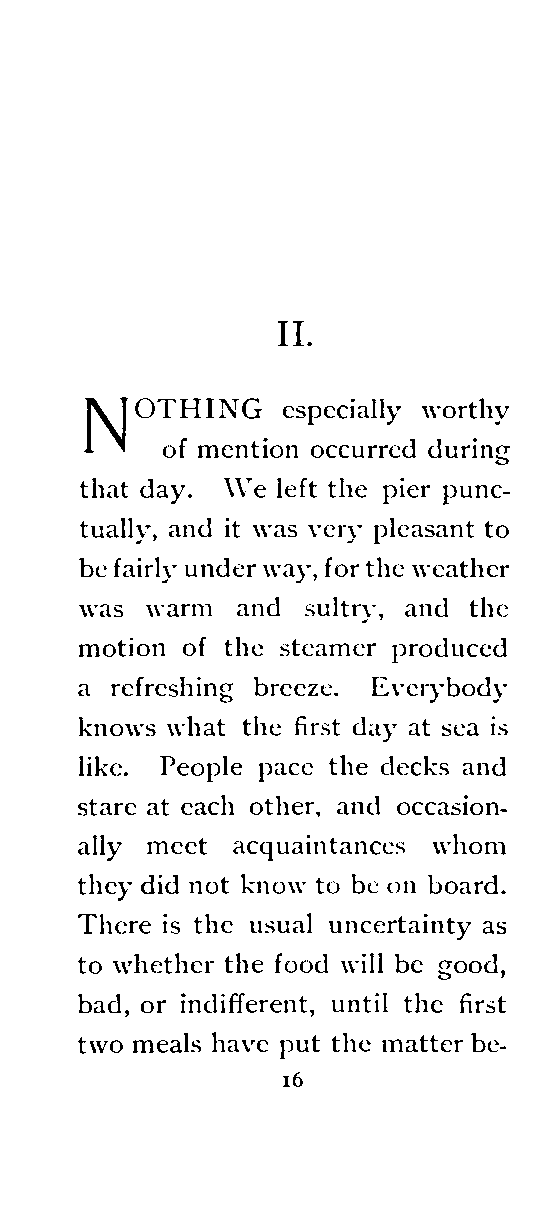 II.
NOTHING especially worthy
of mention occurred during
that day. We left the pier punc-
tually, and it was very pleasant to
be fairly under way, for the weather
was warm and sultry, and the
motion of the steamer produced
a refreshing breeze. Everybody
knows what the first day at sea is
like. People pace the decks and
stare at each other, and occasion-
ally meet acquaintances whom
they did not know to be on board.
There is the usual uncertainty as
to whether the food will be good,
bad, or indifferent, until the first
two meals have put the matter be-
16